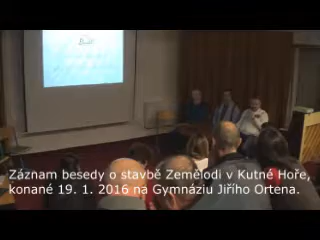 Záznam besedy o stavbě Zemělodi v Kutné Hoře,
konané 19. 1. 2016 na Gymnáziu Jiřího Ortena.